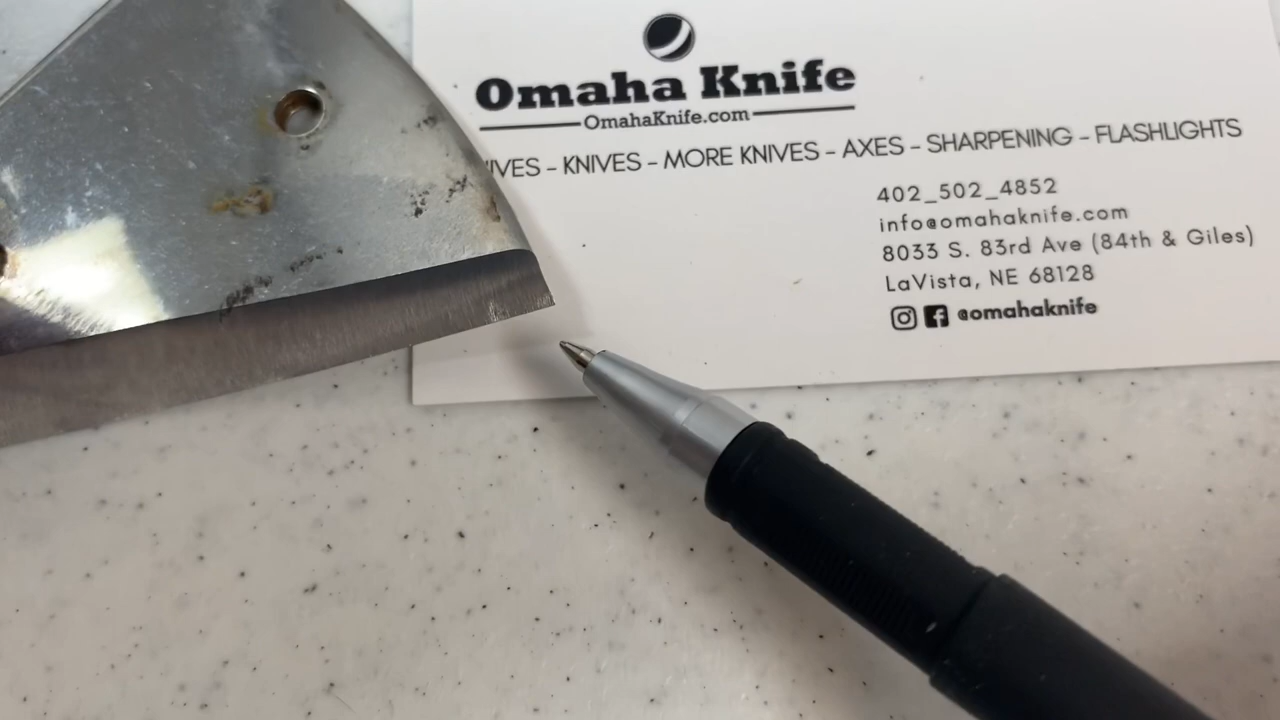 Omaha Knife
OmahaKnife.com
IVES - KNIVES - MORE KNIVES - AXES - SHARPENING - FLASHLIGHTS
402_502_4852
info@omahaknife.com
8033 S. 83rd Ave (84th & Giles)
LaVista, NE 68128
@omahaknife